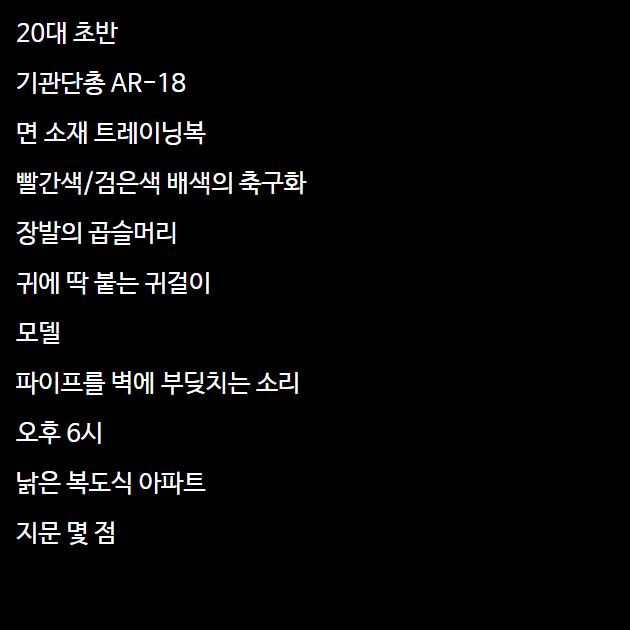 20대 초반
기관단총 AR-18
면 소재 트레이닝복
빨간색/검은색 배색의 축구화
장발의 곱슬머리
귀에 딱 붙는 귀걸이
모델
파이프를 벽에 부딪치는 소리
오후 6시
낡은 복도식 아파트
지문 몇 점